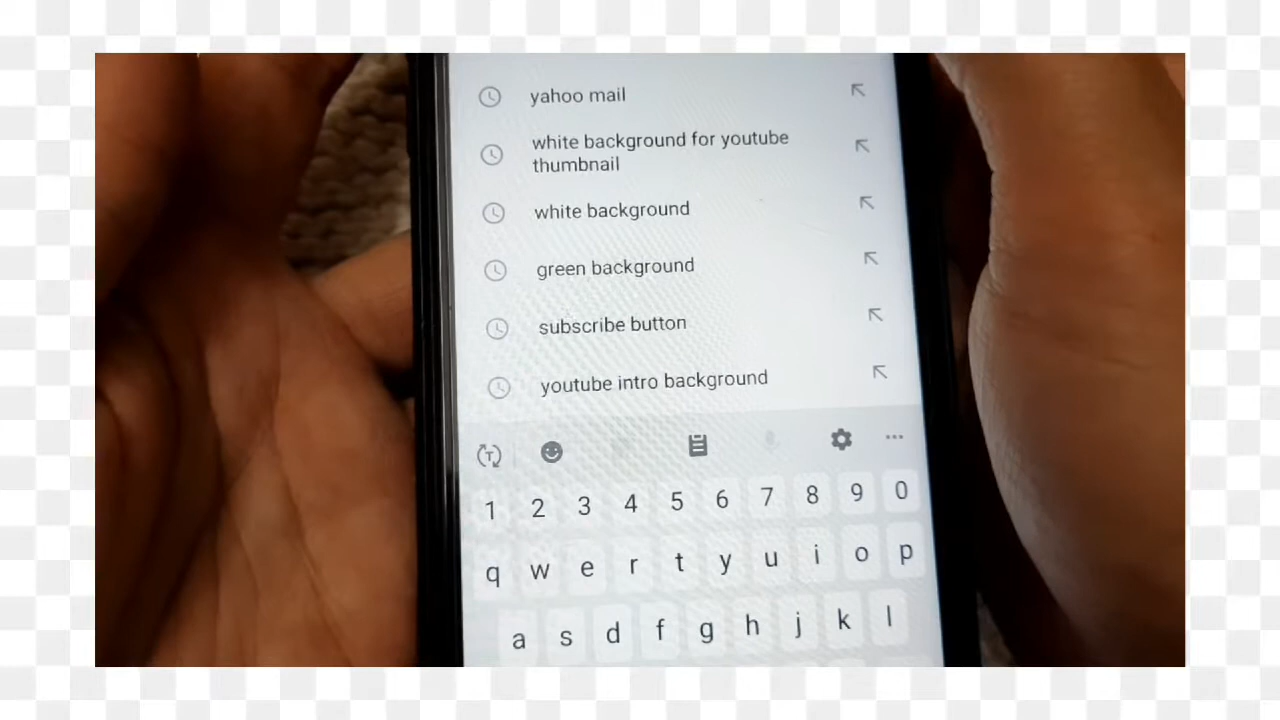 yahoo mail
white background for youtube
thumbnail
white background
green background
subscribe button
youtube intro background
T
1 2 3 4 5 6 7 8 9 0
q w e r t y u i o p
a s d f g h j k l